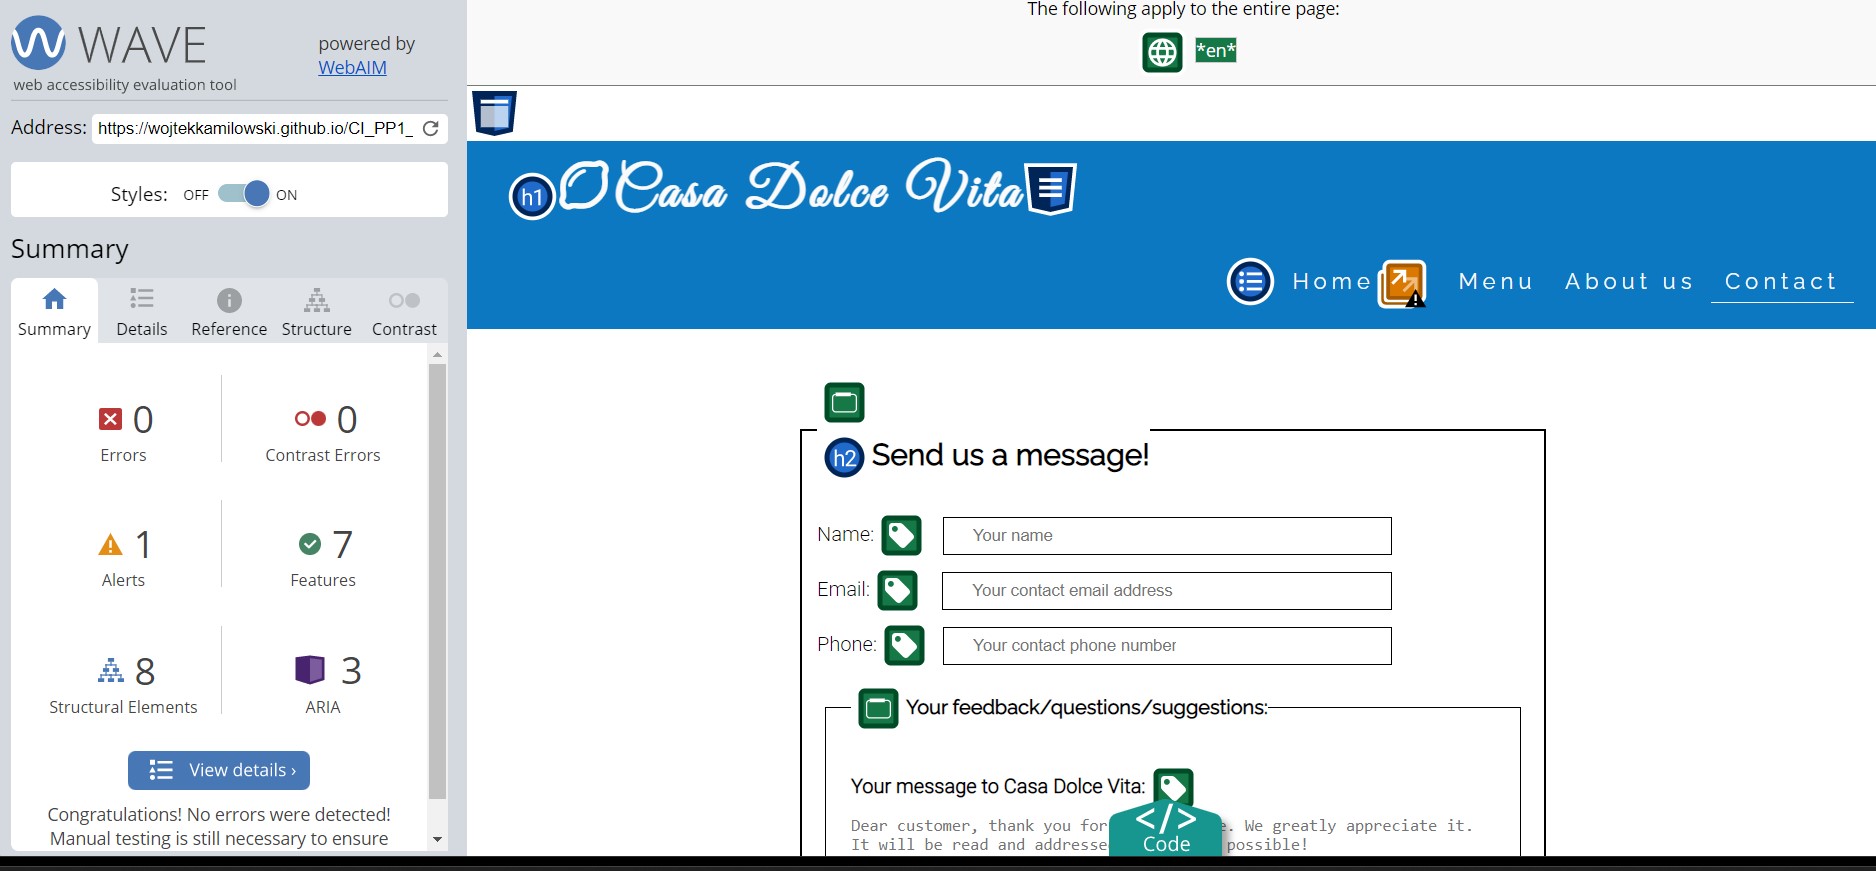 WAVE
powered by
WebAIM
web accessibility evaluation tool
Address: https://wojtekkamilowski.github.io/CI_PP1_
Styles: OFF ON
Summary
Summary Details Reference Structure Contrast
0 0
Errors Contrast Errors
1 7
Alerts Features
8 3
Structural Elements ARIA
View details ›
Congratulations! No errors were detected!
Manual testing is still necessary to ensure
The following apply to the entire page:
*en*
h1 Casa Dolce Vita
Home Menu About us Contact
h2 Send us a message!
Name: Your name
Email: Your contact email address
Phone: Your contact phone number
Your feedback/questions/suggestions:
Your message to Casa Dolce Vita:
Dear customer, thank you for e. We greatly appreciate it.
It will be read and addresse possible!
</> Code